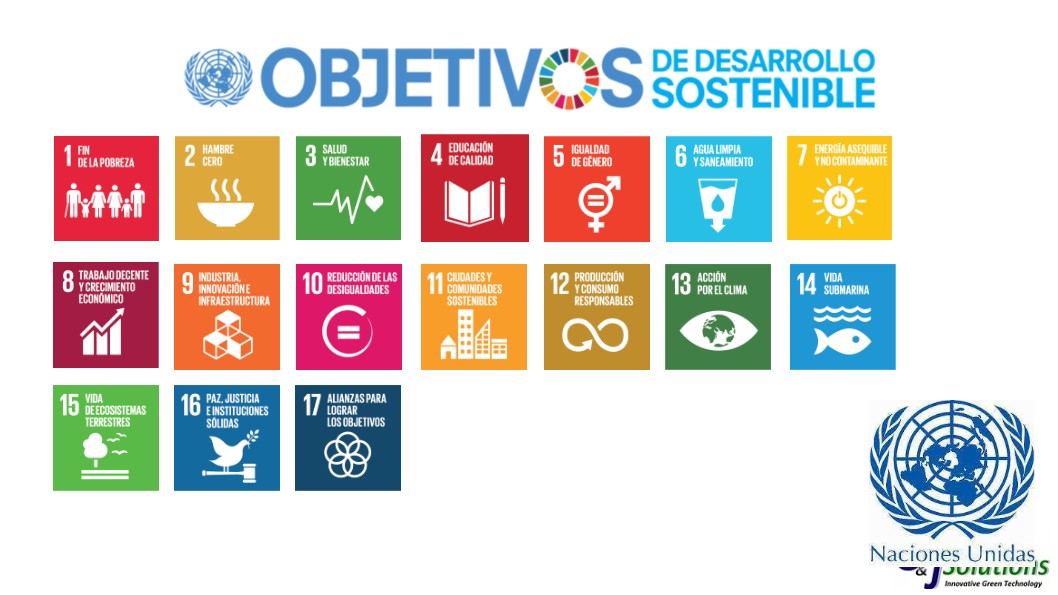 OBJETIVOS
DE DESARROLLO
SOSTENIBLE
1 FIN
DE LA POBREZA
2 HAMBRE
CERO
3 SALUD
Y BIENESTAR
4 EDUCACIÓN
DE CALIDAD
5 IGUALDAD
DE GÉNERO
6 AGUA LIMPIA
Y SANEAMIENTO
7 ENERGÍA ASEQUIBLE
Y NO CONTAMINANTE
8 TRABAJO DECENTE
Y CRECIMIENTO
ECONÓMICO
9 INDUSTRIA,
INNOVACIÓN E
INFRAESTRUCTURA
10 REDUCCIÓN DE LAS
DESIGUALDADES
11 CIUDADES Y
COMUNIDADES
SOSTENIBLES
12 PRODUCCIÓN
Y CONSUMO
RESPONSABLES
13 ACCIÓN
POR EL CLIMA
14 VIDA
SUBMARINA
15 VIDA
DE ECOSISTEMAS
TERRESTRES
16 PAZ, JUSTICIA
E INSTITUCIONES
SÓLIDAS
17 ALIANZAS PARA
LOGRAR
LOS OBJETIVOS
Naciones Unidas
&J Solutions
Innovative Green Technology